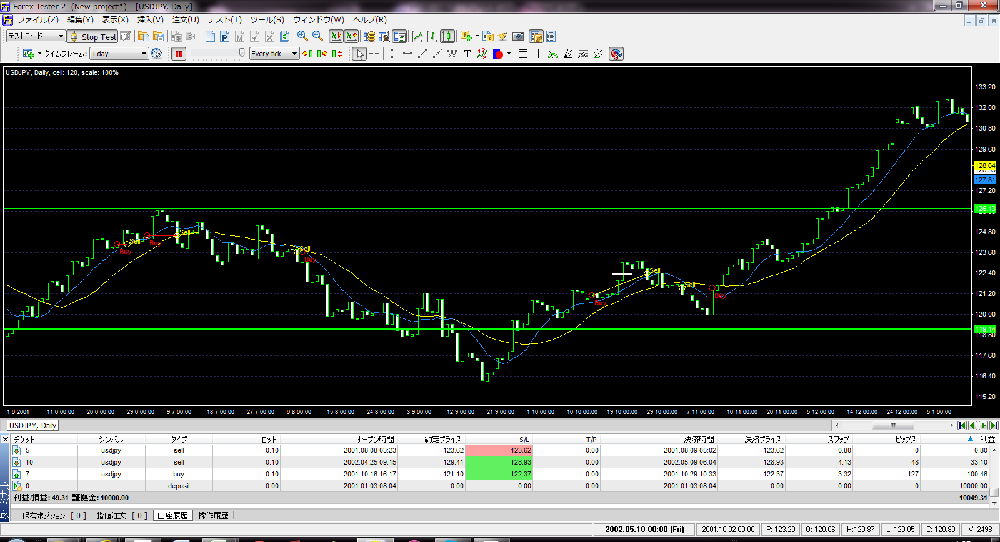 Forex Tester 2 (New project*) - [USDJPY, Daily]
ファイル(Z) 編集(Y) 表示(X) 挿入(V) 注文(U) テスト(T) ツール(S) ウィンドウ(W) ヘルプ(R)
テストモード Stop Test
タイムフレーム: 1 day Every tick
USDJPY, Daily, cell: 120, scale: 100%
133.20
132.00
130.80
129.60
128.64
127.81
127.20
126.13
124.80
123.60
122.40
121.20
120.00
119.14
118.80
117.60
116.40
115.20
Sell
Buy
Buy
Sell
Sell
Buy
Buy
Sell
Sell
Buy
1 6 2001 11 6 00:00 20 6 00:00 29 6 00:00 9 7 00:00 18 7 00:00 27 7 00:00 6 8 00:00 15 8 00:00 24 8 00:00 3 9 00:00 12 9 00:00 21 9 00:00 1 10 00:00 10 10 00:00 19 10 00:00 29 10 00:00 7 11 00:00 16 11 00:00 26 11 00:00 5 12 00:00 14 12 00:00 24 12 00:00 5 1 00:00
USDJPY, Daily
チケット シンボル タイプ ロット オープン時間 約定プライス S/L T/P 決済時間 決済プライス スワップ ピップス 利益
5 usdjpy sell 0.10 2001.08.08 03:23 123.62 123.62 0.00 2001.08.09 05:02 123.62 -0.80 0 -0.80
10 usdjpy sell 0.10 2002.04.25 09:15 129.41 128.93 0.00 2002.05.09 06:04 128.93 -4.13 48 33.10
7 usdjpy buy 0.10 2001.10.16 16:17 121.10 122.37 0.00 2001.10.29 10:33 122.37 -3.32 127 100.46
0 deposit 0.00 2001.01.03 08:04 0.00 0.00 0.00 2001.01.03 08:04 0.00 0.00 0 10000.00
利益/損益: 49.31 証拠金: 10000.00 10049.31
保有ポジション [ 0 ] 指値注文 [ 0 ] 口座履歴 操作履歴
2002.05.10 00:00 (Fri) 2001.10.02 00:00 P: 123.20 O: 120.06 H:120.87 L: 120.05 C: 120.80 V: 2498